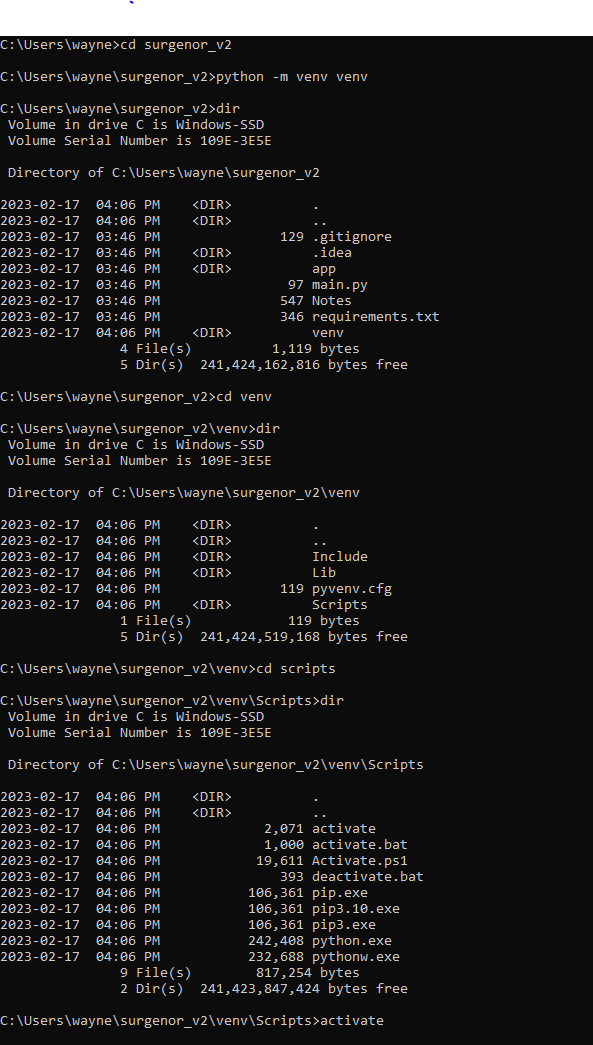 C:\Users\wayne>cd surgenor_v2
C:\Users\wayne\surgenor_v2>python -m venv venv
C:\Users\wayne\surgenor_v2>dir
 Volume in drive C is Windows-SSD
 Volume Serial Number is 109E-3E5E
 Directory of C:\Users\wayne\surgenor_v2
2023-02-17  04:06 PM    <DIR>          .
2023-02-17  04:06 PM    <DIR>          ..
2023-02-17  03:46 PM               129 .gitignore
2023-02-17  03:46 PM    <DIR>          .idea
2023-02-17  03:46 PM    <DIR>          app
2023-02-17  03:46 PM                97 main.py
2023-02-17  03:46 PM               547 Notes
2023-02-17  03:46 PM               346 requirements.txt
2023-02-17  04:06 PM    <DIR>          venv
               4 File(s)          1,119 bytes
               5 Dir(s)  241,424,162,816 bytes free
C:\Users\wayne\surgenor_v2>cd venv
C:\Users\wayne\surgenor_v2\venv>dir
 Volume in drive C is Windows-SSD
 Volume Serial Number is 109E-3E5E
 Directory of C:\Users\wayne\surgenor_v2\venv
2023-02-17  04:06 PM    <DIR>          .
2023-02-17  04:06 PM    <DIR>          ..
2023-02-17  04:06 PM    <DIR>          Include
2023-02-17  04:06 PM    <DIR>          Lib
2023-02-17  04:06 PM               119 pyvenv.cfg
2023-02-17  04:06 PM    <DIR>          Scripts
               1 File(s)            119 bytes
               5 Dir(s)  241,424,519,168 bytes free
C:\Users\wayne\surgenor_v2\venv>cd scripts
C:\Users\wayne\surgenor_v2\venv\Scripts>dir
 Volume in drive C is Windows-SSD
 Volume Serial Number is 109E-3E5E
 Directory of C:\Users\wayne\surgenor_v2\venv\Scripts
2023-02-17  04:06 PM    <DIR>          .
2023-02-17  04:06 PM    <DIR>          ..
2023-02-17  04:06 PM             2,071 activate
2023-02-17  04:06 PM             1,000 activate.bat
2023-02-17  04:06 PM            19,611 Activate.ps1
2023-02-17  04:06 PM               393 deactivate.bat
2023-02-17  04:06 PM           106,361 pip.exe
2023-02-17  04:06 PM           106,361 pip3.10.exe
2023-02-17  04:06 PM           106,361 pip3.exe
2023-02-17  04:06 PM           242,408 python.exe
2023-02-17  04:06 PM           232,688 pythonw.exe
               9 File(s)        817,254 bytes
               2 Dir(s)  241,423,847,424 bytes free
C:\Users\wayne\surgenor_v2\venv\Scripts>activate